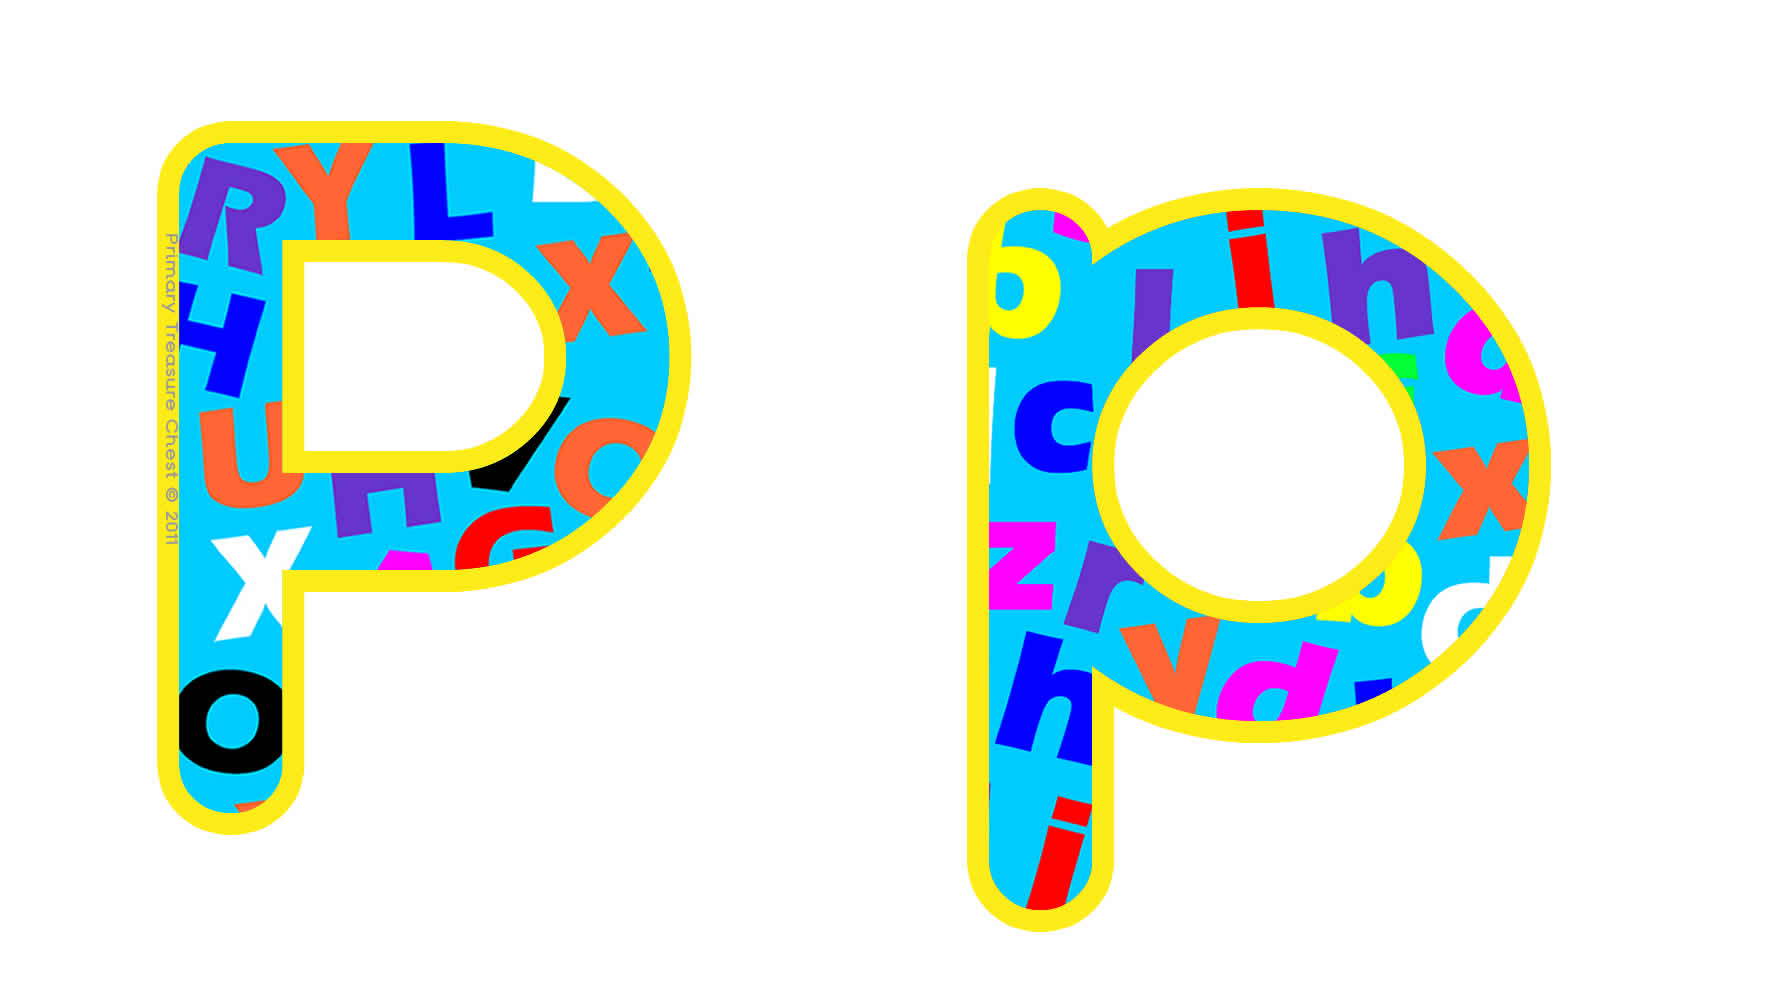 P p
R Y L
X
H
U
X
O
l i h
c
x
z r
y d
h
i
Primary Treasure Chest © 2011